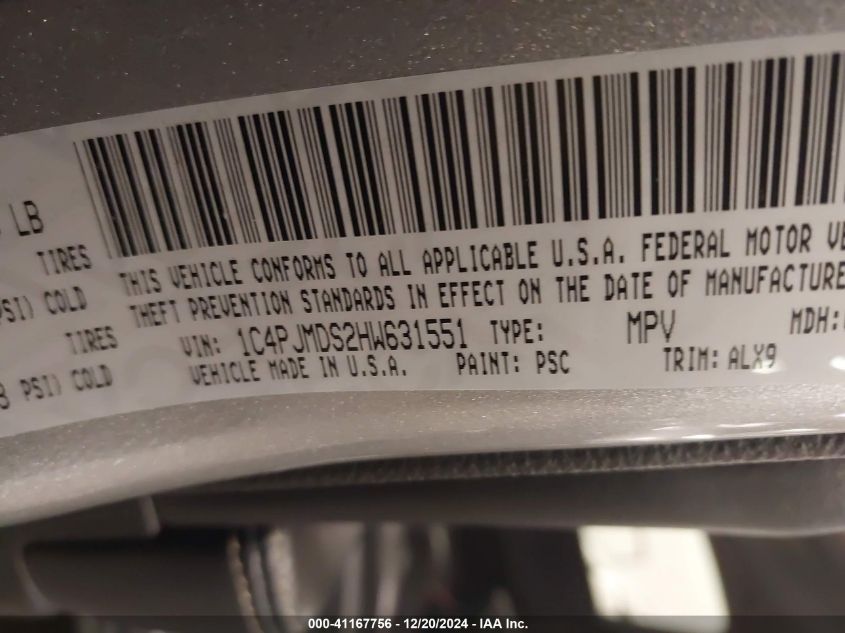 LB
TIRES
PSI) COLD
TIRES
PSI) COLD
THIS VEHICLE CONFORMS TO ALL APPLICABLE U.S.A. FEDERAL MOTOR VE
THEFT PREVENTION STANDARDS IN EFFECT ON THE DATE OF MANUFACTURE
VIN: 1C4PJMDS2HW631551 TYPE: MPV MDH:
VEHICLE MADE IN U.S.A. PAINT: PSC TRIM: ALX9
000-41167756 - 12/20/2024 - IAA Inc.